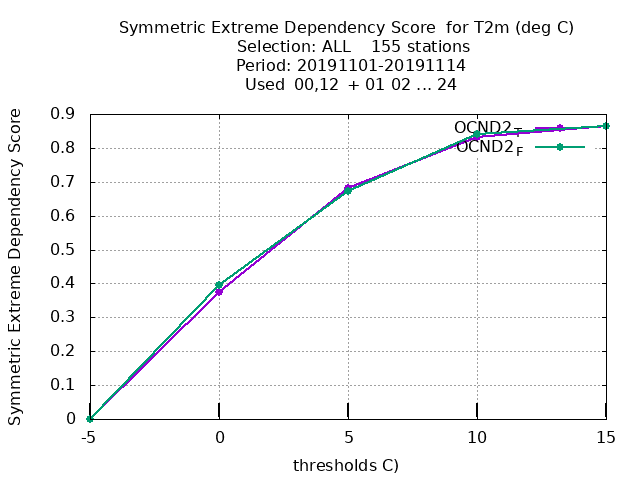 Symmetric Extreme Dependency Score for T2m (deg C)
Selection: ALL 155 stations
Period: 20191101-20191114
Used 00,12 + 01 02 ... 24
Symmetric Extreme Dependency Score
0.9
0.8
0.7
0.6
0.5
0.4
0.3
0.2
0.1
0
OCND2_T
OCND2_F
-5 0 5 10 15
thresholds C)